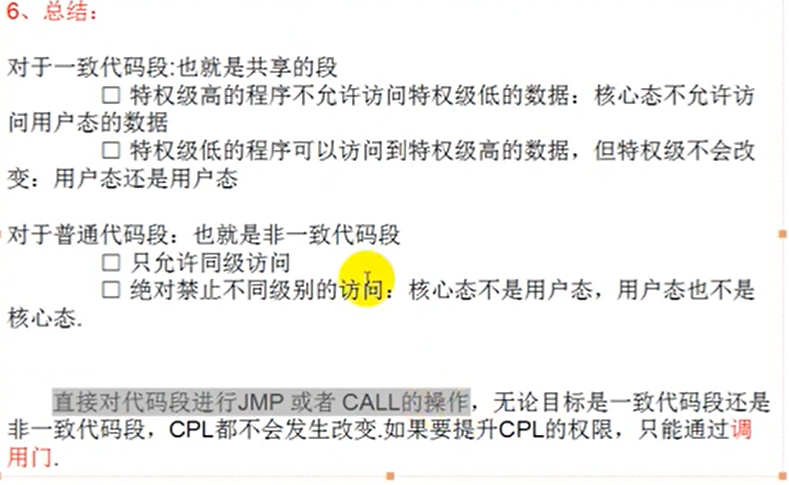 6、总结：
对于一致代码段:也就是共享的段
□ 特权级高的程序不允许访问特权级低的数据：核心态不允许访
问用户态的数据
□ 特权级低的程序可以访问到特权级高的数据，但特权级不会改
变：用户态还是用户态
对于普通代码段：也就是非一致代码段
□ 只允许同级访问
□ 绝对禁止不同级别的访问：核心态不是用户态，用户态也不是
核心态.
直接对代码段进行JMP 或者 CALL的操作，无论目标是一致代码段还是
非一致代码段，CPL都不会发生改变.如果要提升CPL的权限，只能通过调
用门.